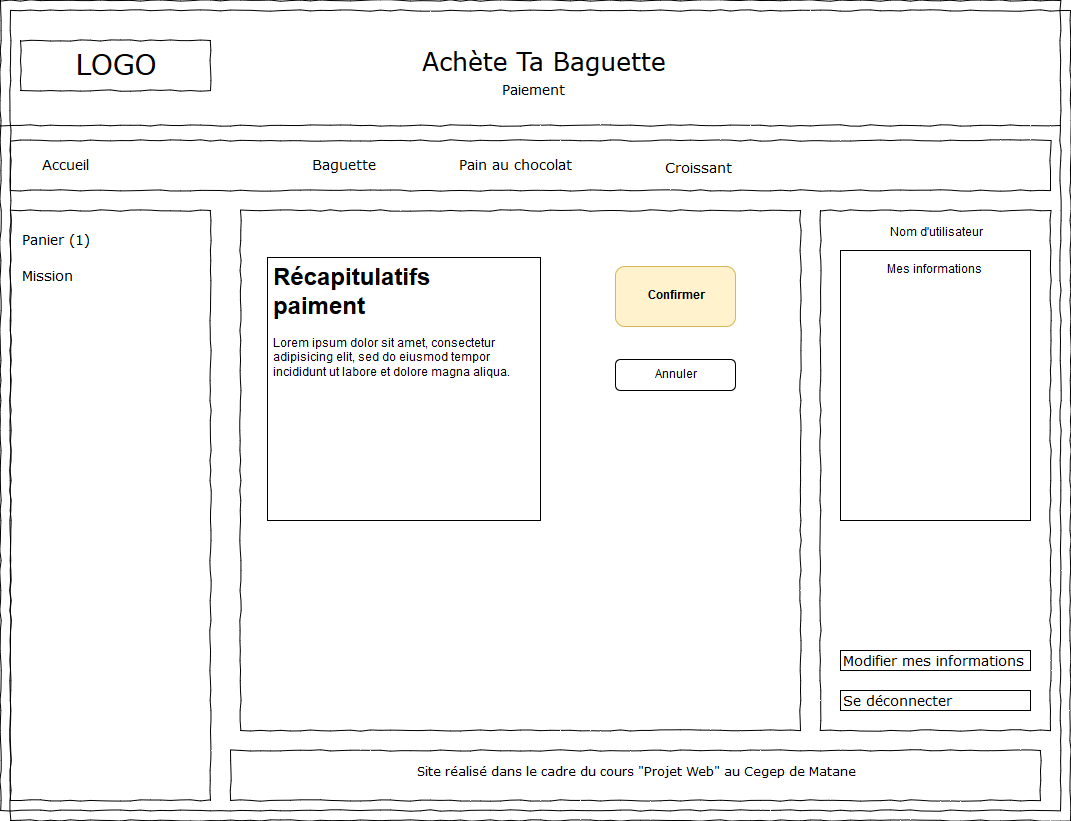 LOGO
Achète Ta Baguette
Paiement
Accueil
Baguette
Pain au chocolat
Croissant
Panier (1)
Mission
Récapitulatifs
paiment
Lorem ipsum dolor sit amet, consectetur
adipisicing elit, sed do eiusmod tempor
incididunt ut labore et dolore magna aliqua.
Confirmer
Annuler
Nom d'utilisateur
Mes informations
Modifier mes informations
Se déconnecter
Site réalisé dans le cadre du cours "Projet Web" au Cegep de Matane